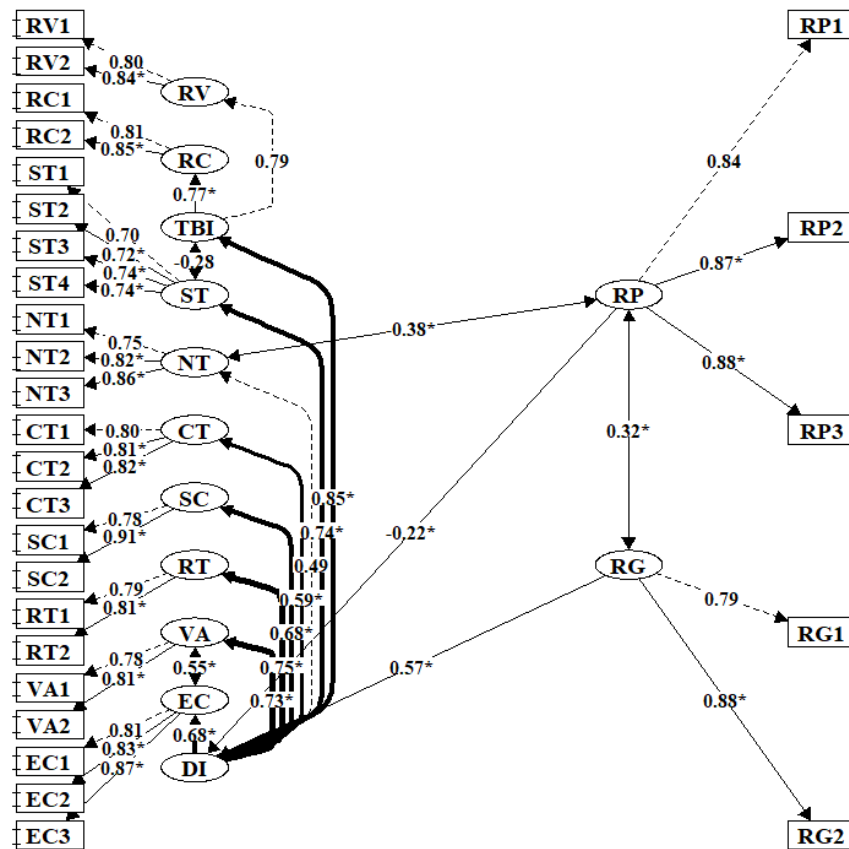 RV1
RV2
RC1
RC2
ST1
ST2
ST3
ST4
NT1
NT2
NT3
CT1
CT2
CT3
SC1
SC2
RT1
RT2
VA1
VA2
EC1
EC2
EC3
0.80
0.84*
0.81
0.85*
0.77*
0.79
-0.28
0.70
0.72*
0.74*
0.74*
0.75
0.82*
0.86*
0.80
0.81*
0.82*
0.78
0.91*
0.79
0.81*
0.78
0.81*
0.55*
0.81
0.83*
0.87*
0.68*
RV
RC
TBI
ST
NT
CT
SC
RT
VA
EC
DI
0.85*
0.74*
0.49
0.59*
0.68*
0.75*
0.73*
0.38*
-0.22*
0.57*
0.32*
RP
RG
0.84
0.87*
0.88*
0.79
0.88*
RP1
RP2
RP3
RG1
RG2